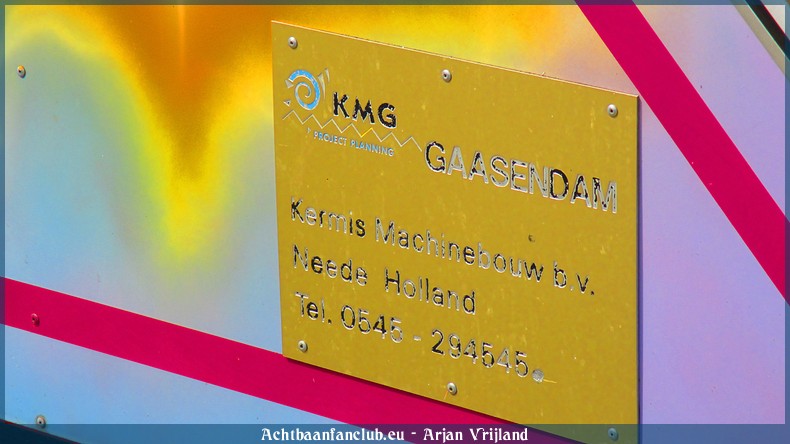 KMG
PROJECT PLANNING
GAASENDAM
Kermis Machinebouw b.v.
Neede Holland
Tel. 0545 - 294545.
Achtbaanfanclub.eu - Arjan Vrijland